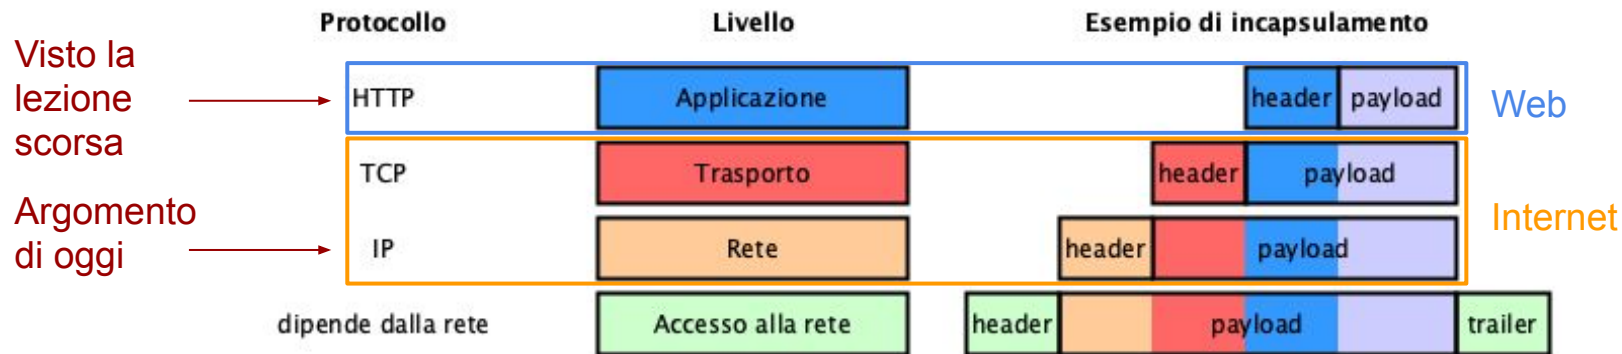 Protocollo Livello Esempio di incapsulamento
Visto la
lezione
scorsa
HTTP Applicazione header payload Web
TCP Trasporto header payload
Argomento
di oggi
Internet
IP Rete header payload
dipende dalla rete Accesso alla rete header payload trailer